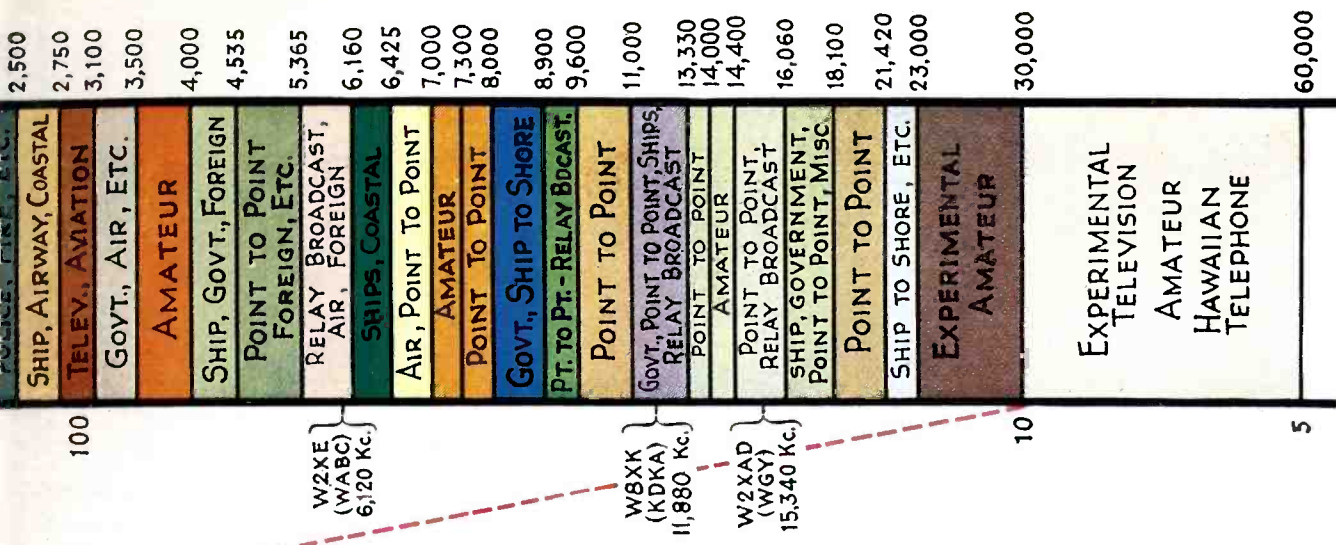 2,500
2,750
3,100
3,500
4,000
4,535
5,365
6,160
6,425
7,000
7,300
8,000
8,900
9,600
11,000
13,330
14,000
14,400
16,060
18,100
21,420
23,000
30,000
60,000
POLICE, FIRE, ETC.
SHIP, AIRWAY, COASTAL
TELEV., AVIATION
GOVT., AIR, ETC.
AMATEUR
SHIP, GOVT., FOREIGN
POINT TO POINT
FOREIGN, ETC.
RELAY BROADCAST,
AIR, FOREIGN
SHIPS, COASTAL
AIR, POINT TO POINT
AMATEUR
POINT TO POINT
GOVT., SHIP TO SHORE
PT. TO PT.-RELAY BDCAST.
POINT TO POINT
GOVT., POINT TO POINT, SHIPS,
RELAY BROADCAST
POINT TO POINT
AMATEUR
POINT TO POINT,
RELAY BROADCAST
SHIP, GOVERNMENT,
POINT TO POINT, MISC
POINT TO POINT
SHIP TO SHORE, ETC.
EXPERIMENTAL
AMATEUR
EXPERIMENTAL
TELEVISION
AMATEUR
HAWAIIAN
TELEPHONE
100
W2XE
(WABC)
6,120 KC.
W8XK
(KDKA)
11,880 KC.
W2XAD
(WGY)
15,340 KC.
10
5